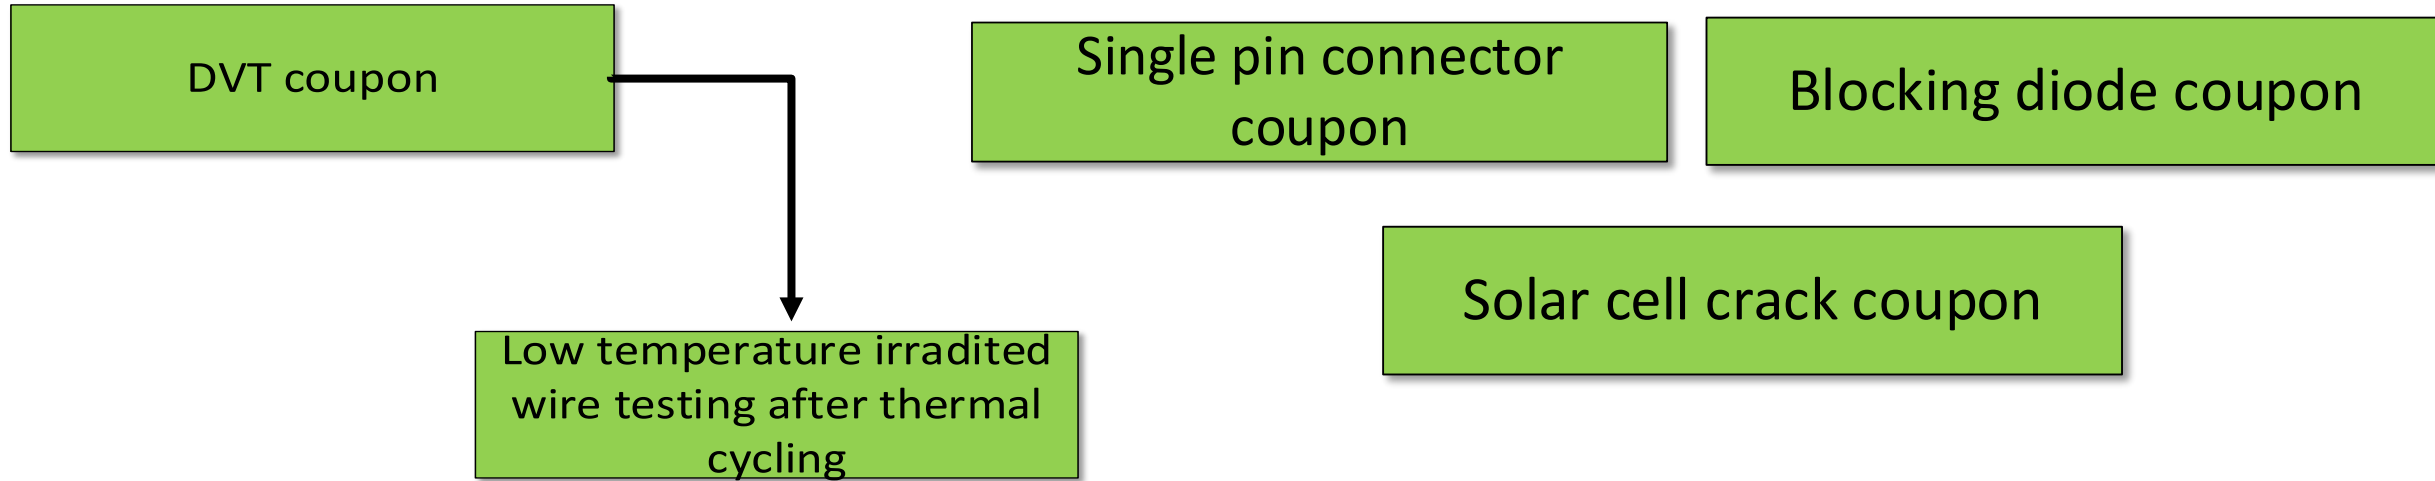 DVT coupon
Single pin connector
coupon
Blocking diode coupon
Solar cell crack coupon
Low temperature irradited
wire testing after thermal
cycling